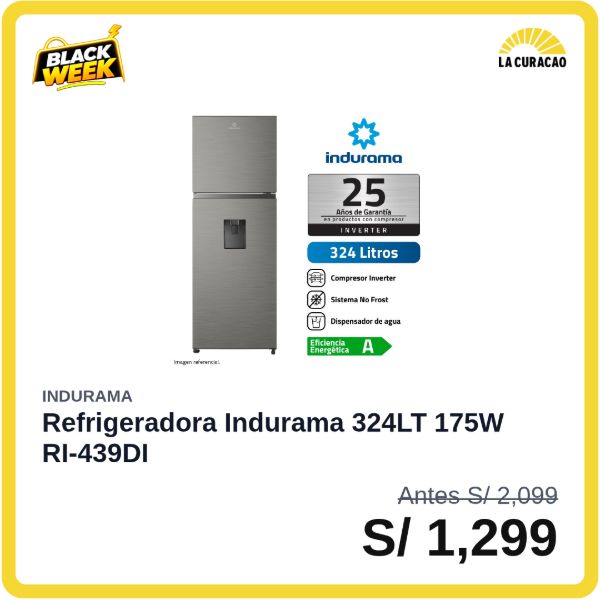 BLACK
WEEK
LA CURACAO
indurama
25
Años de Garantía
en productos con compresor
INVERTER
324 Litros
Compresor Inverter
Sistema No Frost
Dispensador de agua
Eficiencia
Energética
A
Imagen referencial.
INDURAMA
Refrigeradora Indurama 324LT 175W
RI-439DI
Antes S/ 2,099
S/ 1,299